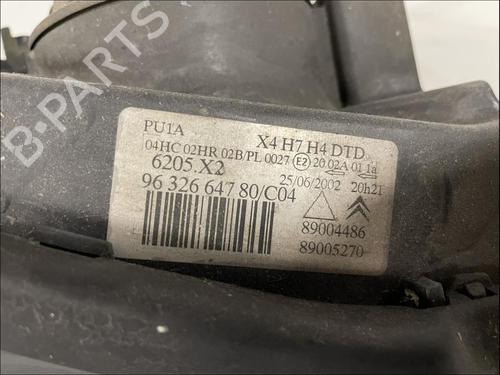 B-PARTS
PU1A X4 H7 H4 DTD
04HC 02HR 02B/PL 0027 E2 20 02A 01 1a
6205.X2 25/06/2002 20h21
96 326 647 80/C04
89004486
89005270